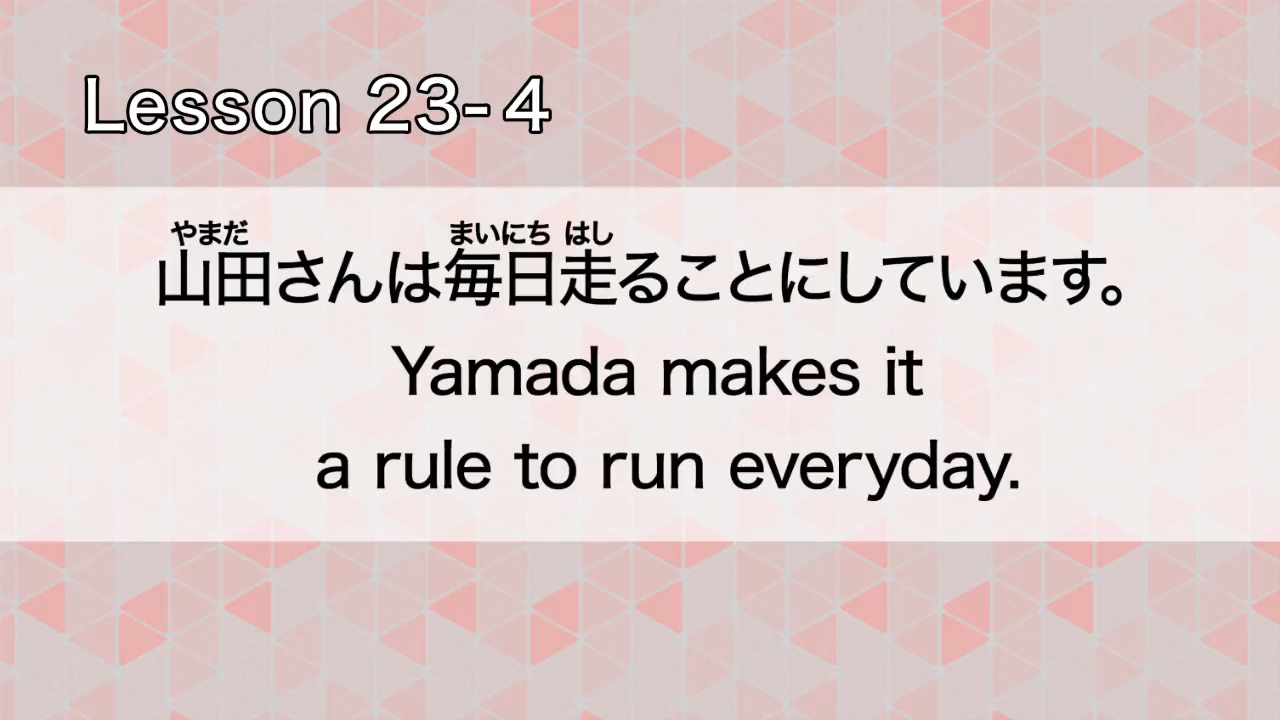 Lesson 23-4
やまだ まいにち はし
山田さんは毎日走ることにしています。
Yamada makes it
a rule to run everyday.